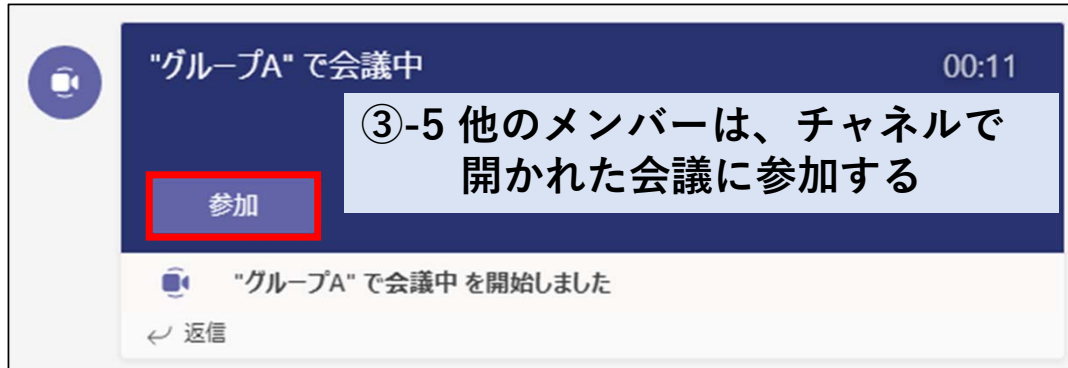 "グループA" で会議中
00:11
③-5 他のメンバーは、チャネルで
開かれた会議に参加する
参加
"グループA" で会議中 を開始しました
返信